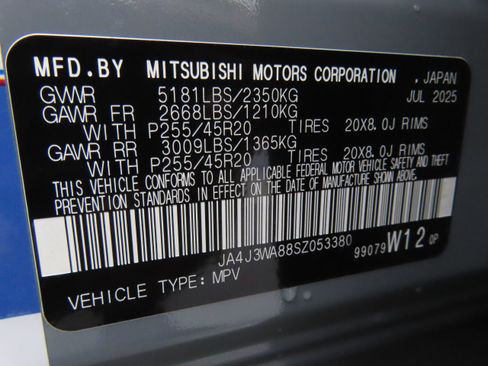 MFD.BY MITSUBISHI MOTORS CORPORATION . JAPAN
GVWR 5181LBS/2350KG JUL 2025
GAWR FR 2668LBS/1210KG
WITH P255/45R20 TIRES 20X8.0J RIMS
GAWR RR 3009LBS/1365KG
WITH P255/45R20 TIRES 20X8.0J RIMS
THIS VEHICLE CONFORMS TO ALL APPLICABLE FEDERAL MOTOR VEHICLE SAFETY AND THEFT
PREVENTION STANDARDS IN EFFECT ON THE DATE OF MANUFACTURE SHOWN ABOVE.
JA4J3WA88SZ053380
99079 W12 OP
VEHICLE TYPE: MPV